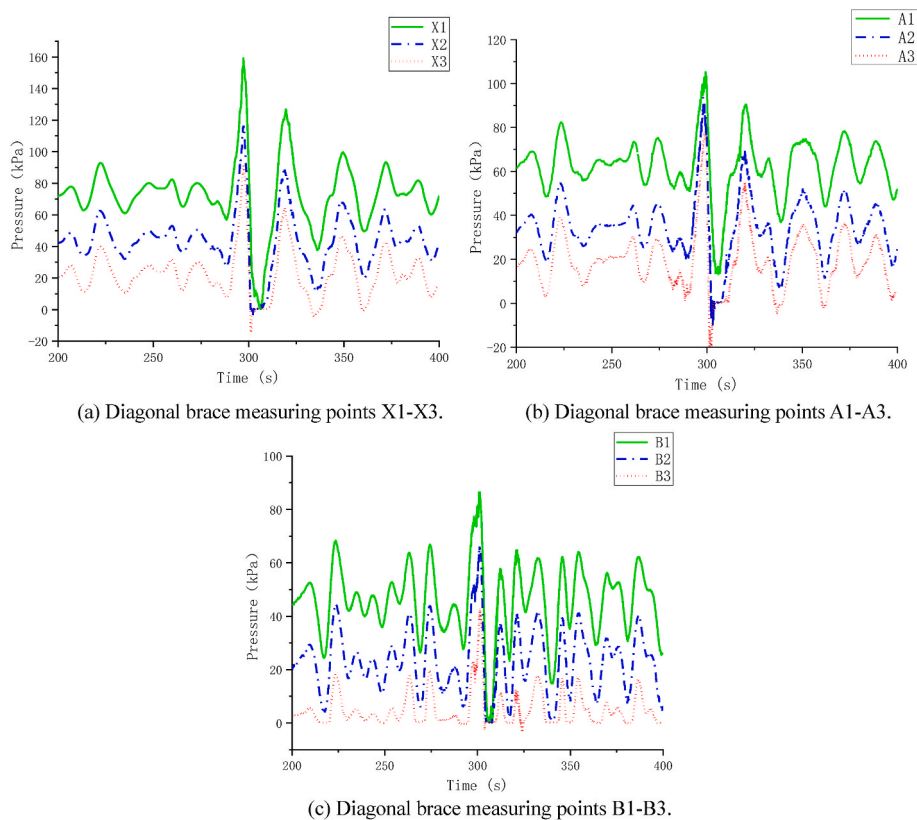 X1
X2
X3
160
140
120
100
80
60
40
20
0
-20
Pressure (kPa)
200
250
300
350
400
Time (s)
(a) Diagonal brace measuring points X1-X3.
A1
A2
A3
120
100
80
60
40
20
0
-20
Pressure (kPa)
200
250
300
350
400
Time (s)
(b) Diagonal brace measuring points A1-A3.
B1
B2
B3
100
80
60
40
20
0
Pressure (kPa)
200
250
300
350
400
Time (s)
(c) Diagonal brace measuring points B1-B3.